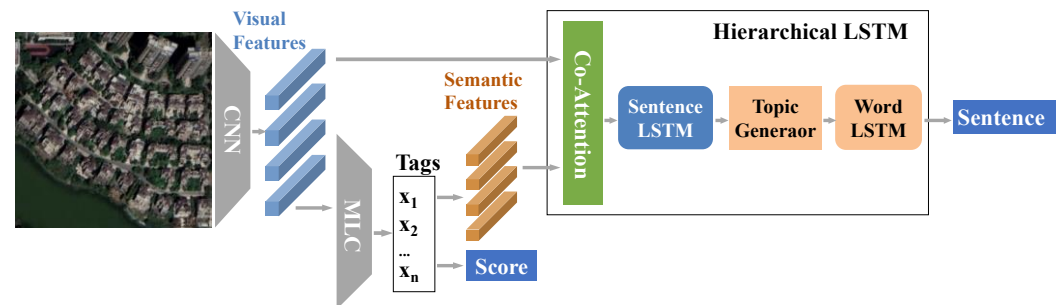 Visual
Features
Hierarchical LSTM
CNN
Semantic
Features
Co-Attention
Sentence
LSTM
Topic
Generaor
Word
LSTM
Sentence
MLC
Tags
x1
x2
...
xn
Score